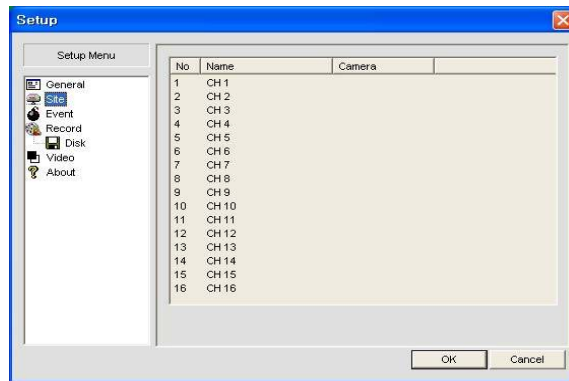 Setup
Setup Menu
General
Site
Event
Record
Disk
Video
About
No Name Camera
1 CH 1
2 CH 2
3 CH 3
4 CH 4
5 CH 5
6 CH 6
7 CH 7
8 CH 8
9 CH 9
10 CH 10
11 CH 11
12 CH 12
13 CH 13
14 CH 14
15 CH 15
16 CH 16
OK Cancel